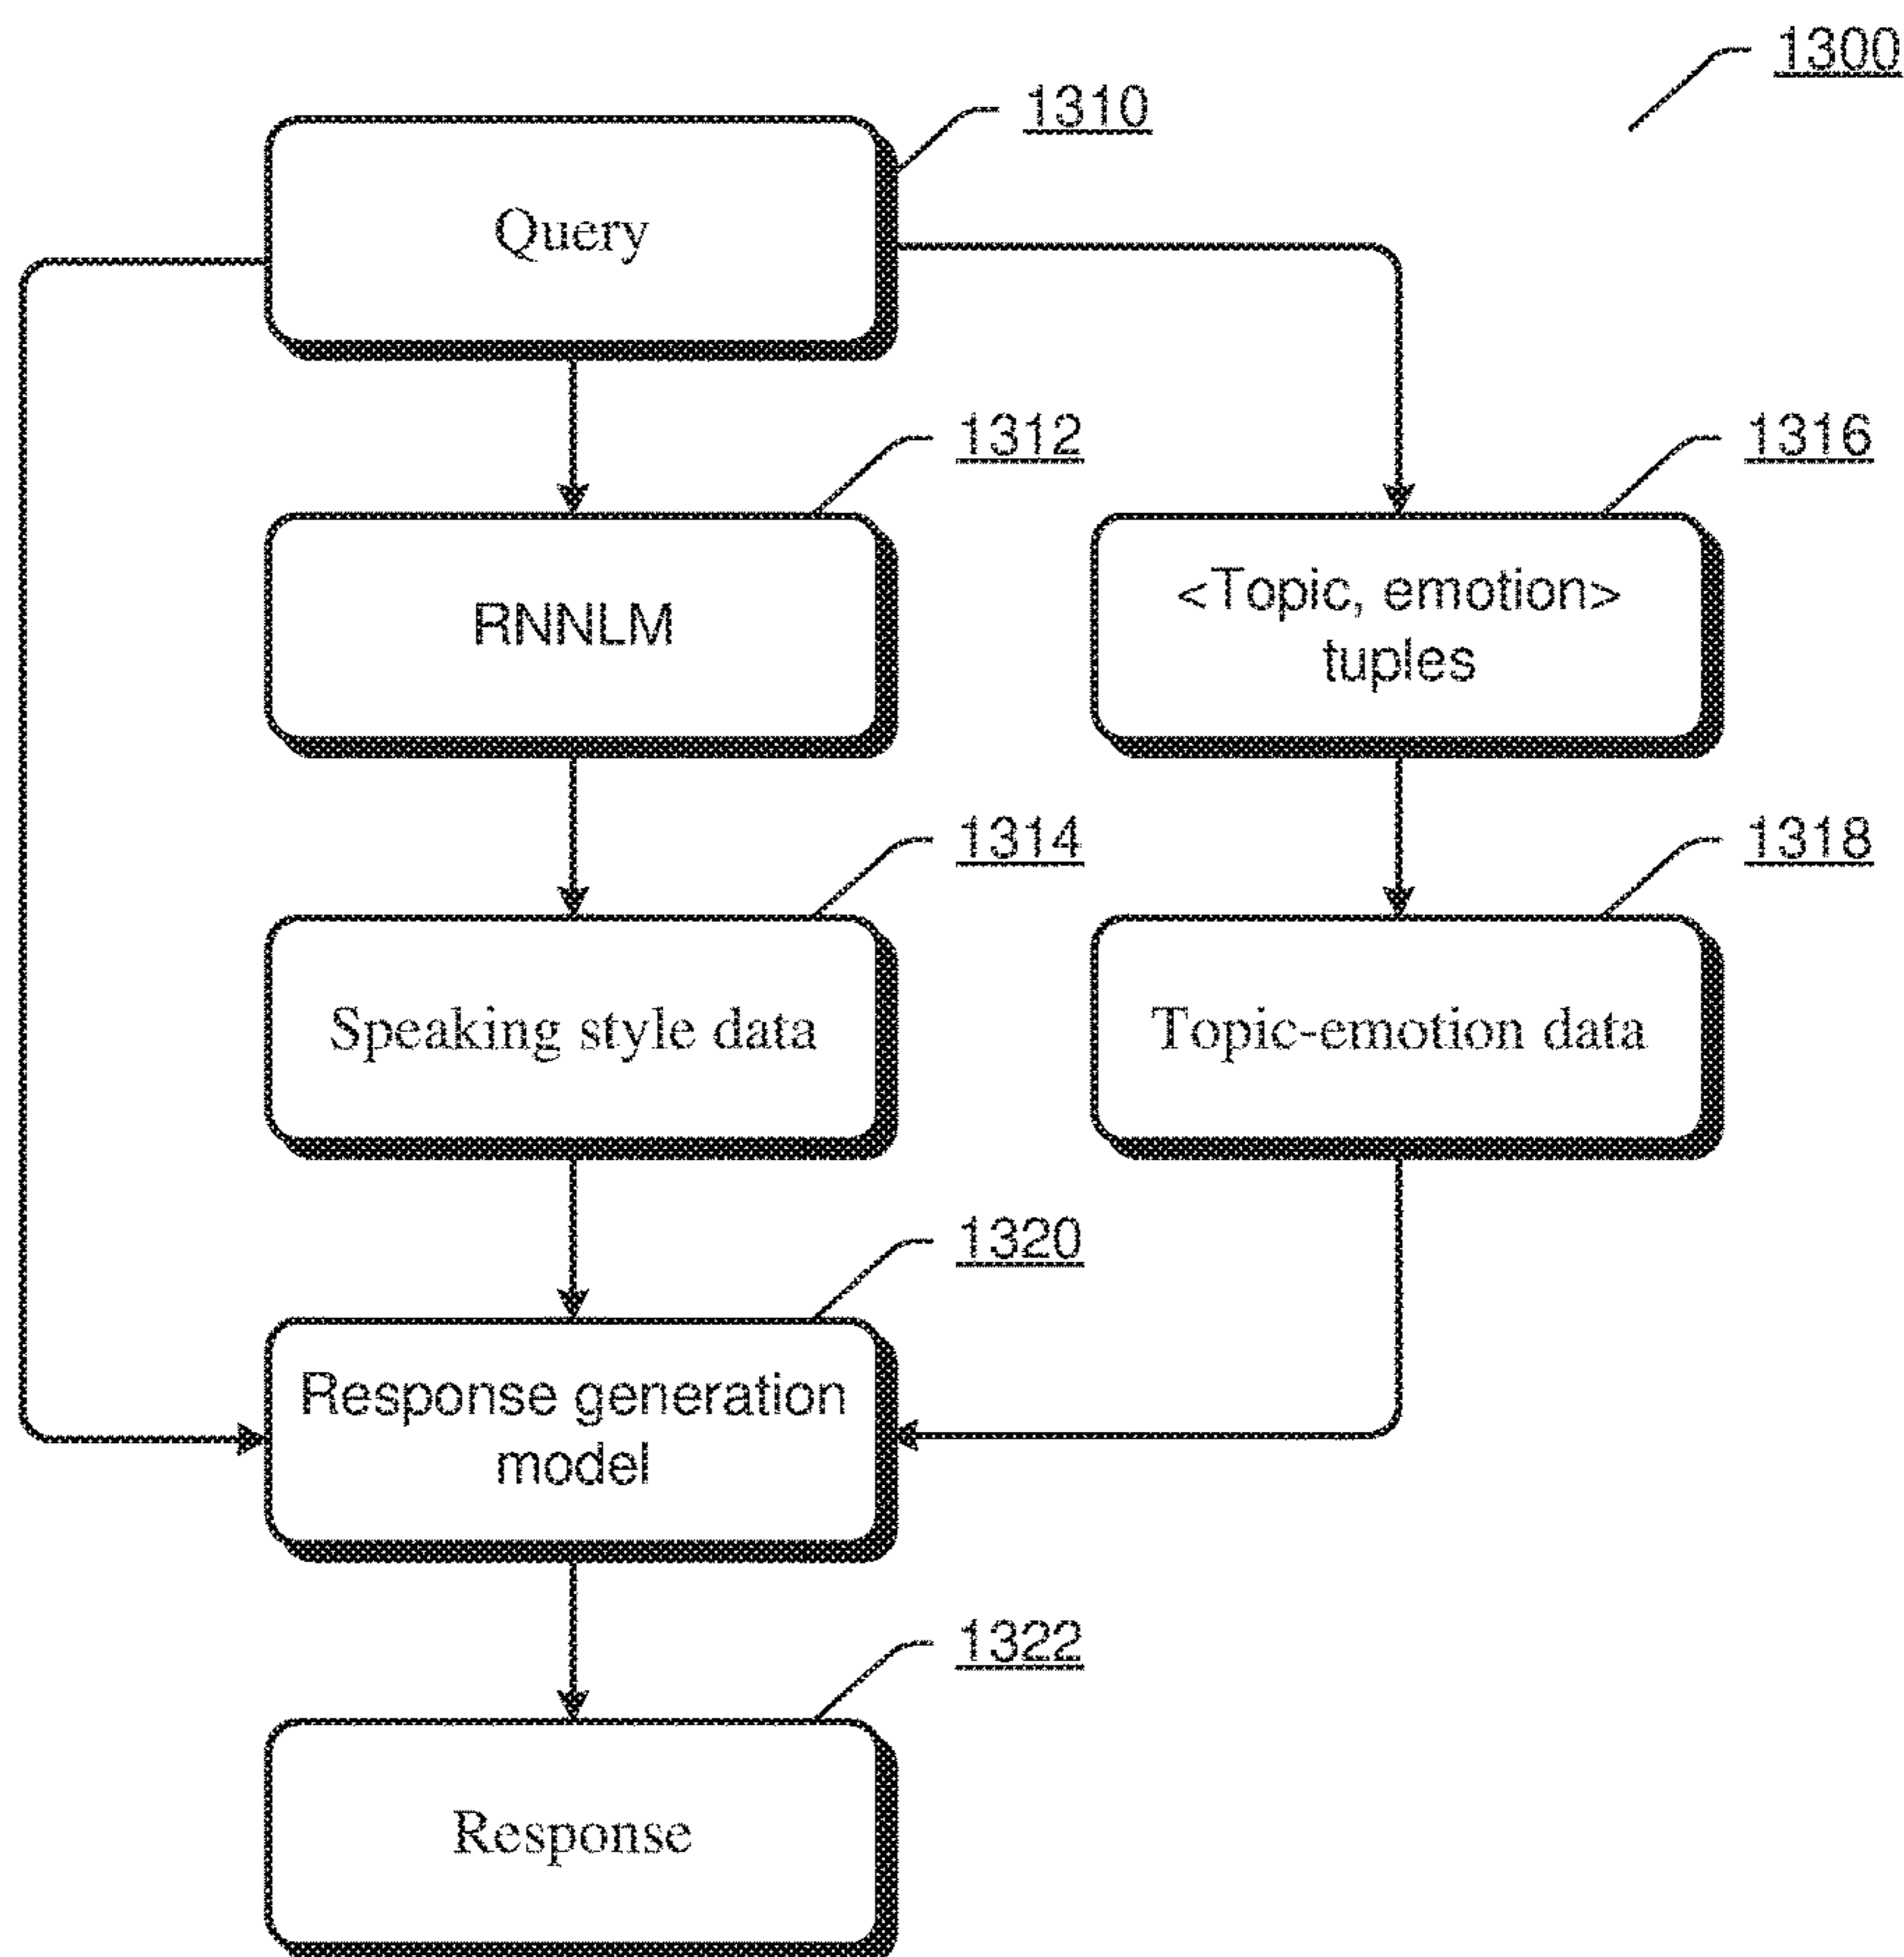 1300
1310
Query
1312
1316
RNNLM
<Topic, emotion>
tuples
1314
1318
Speaking style data
Topic-emotion data
1320
Response generation
model
1322
Response